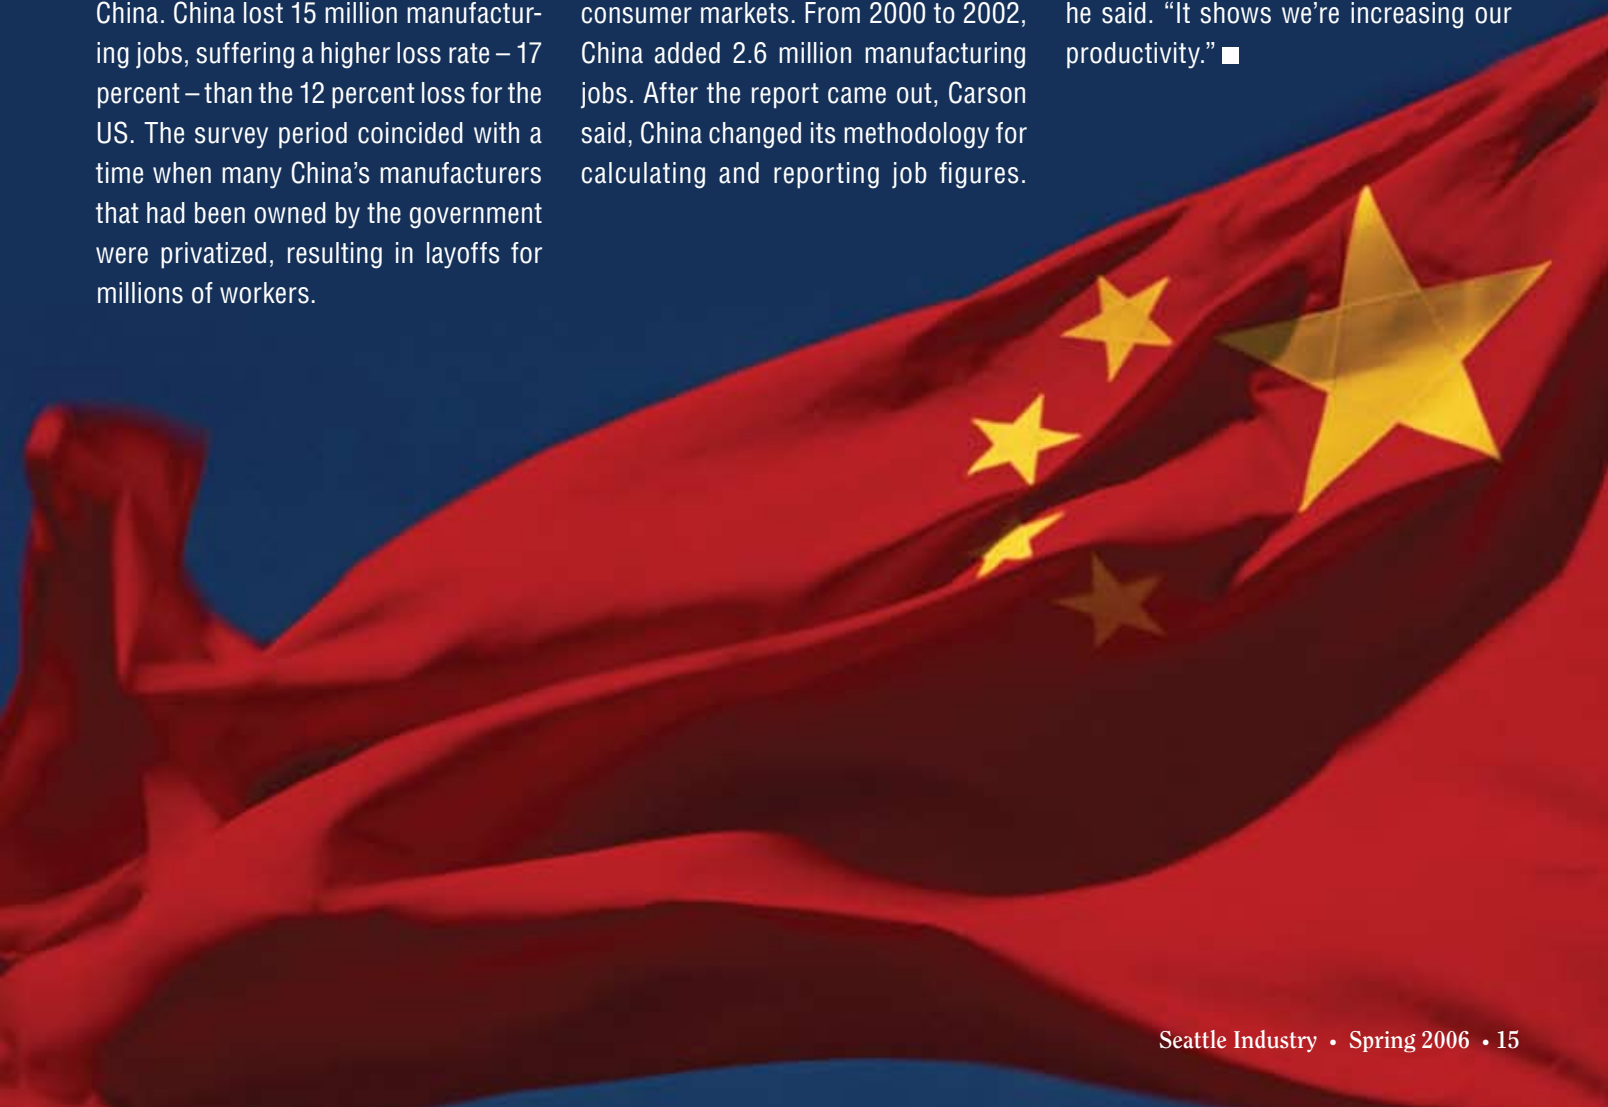 China. China lost 15 million manufactur-
ing jobs, suffering a higher loss rate – 17
percent – than the 12 percent loss for the
US. The survey period coincided with a
time when many China’s manufacturers
that had been owned by the government
were privatized, resulting in layoffs for
millions of workers.
consumer markets. From 2000 to 2002,
China added 2.6 million manufacturing
jobs. After the report came out, Carson
said, China changed its methodology for
calculating and reporting job figures.
he said. “It shows we’re increasing our
productivity.” ■
Seattle Industry • Spring 2006 • 15